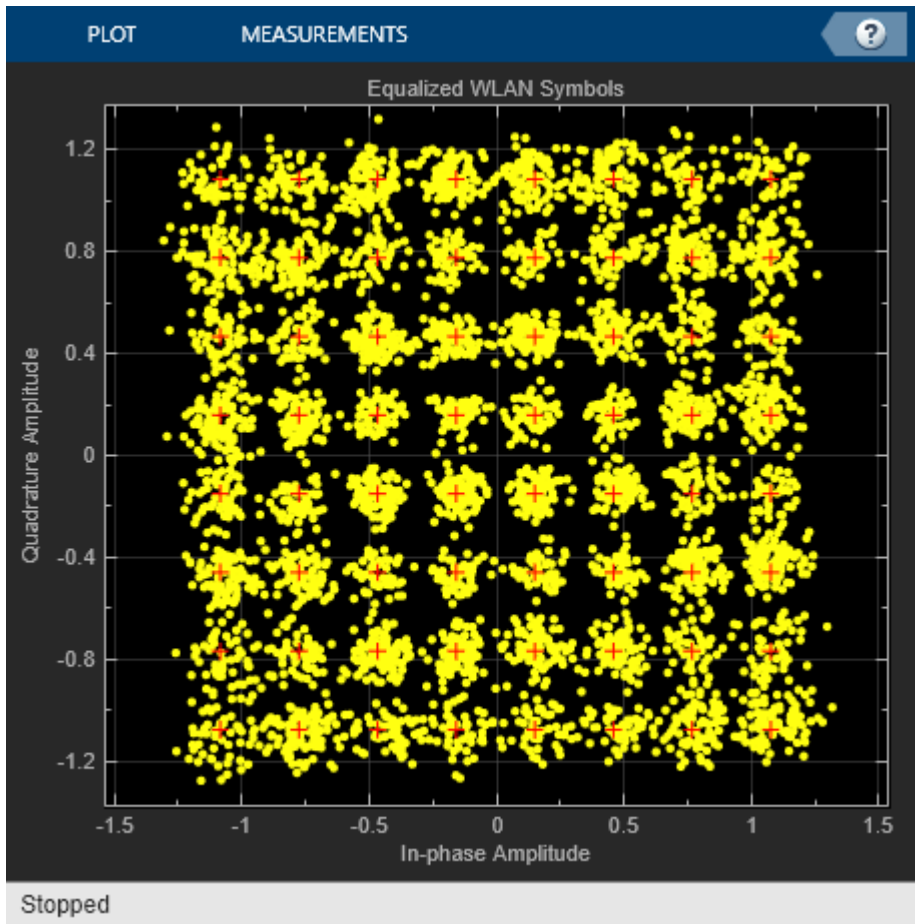 PLOT MEASUREMENTS ?
Equalized WLAN Symbols
1.2
0.8
0.4
0
-0.4
-0.8
-1.2
Quadrature Amplitude
-1.5 -1 -0.5 0 0.5 1 1.5
In-phase Amplitude
Stopped